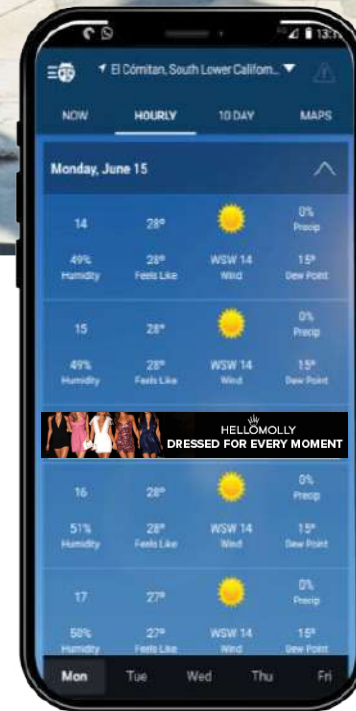 13:17
El Cómitan, South Lower Californ...
NOW HOURLY 10 DAY MAPS
Monday, June 15
14 28° 0%
Precip
49% 28° WSW 14 15°
Humidity Feels Like Wind Dew Point
15 28° 0%
Precip
49% 28° WSW 14 15°
Humidity Feels Like Wind Dew Point
HELLOMOLLY
DRESSED FOR EVERY MOMENT
16 28° 0%
Precip
51% 28° WSW 14 15°
Humidity Feels Like Wind Dew Point
17 27° 0%
Precip
50% 27° WSW 14 15°
Humidity Feels Like Wind Dew Point
Mon Tue Wed Thu Fri